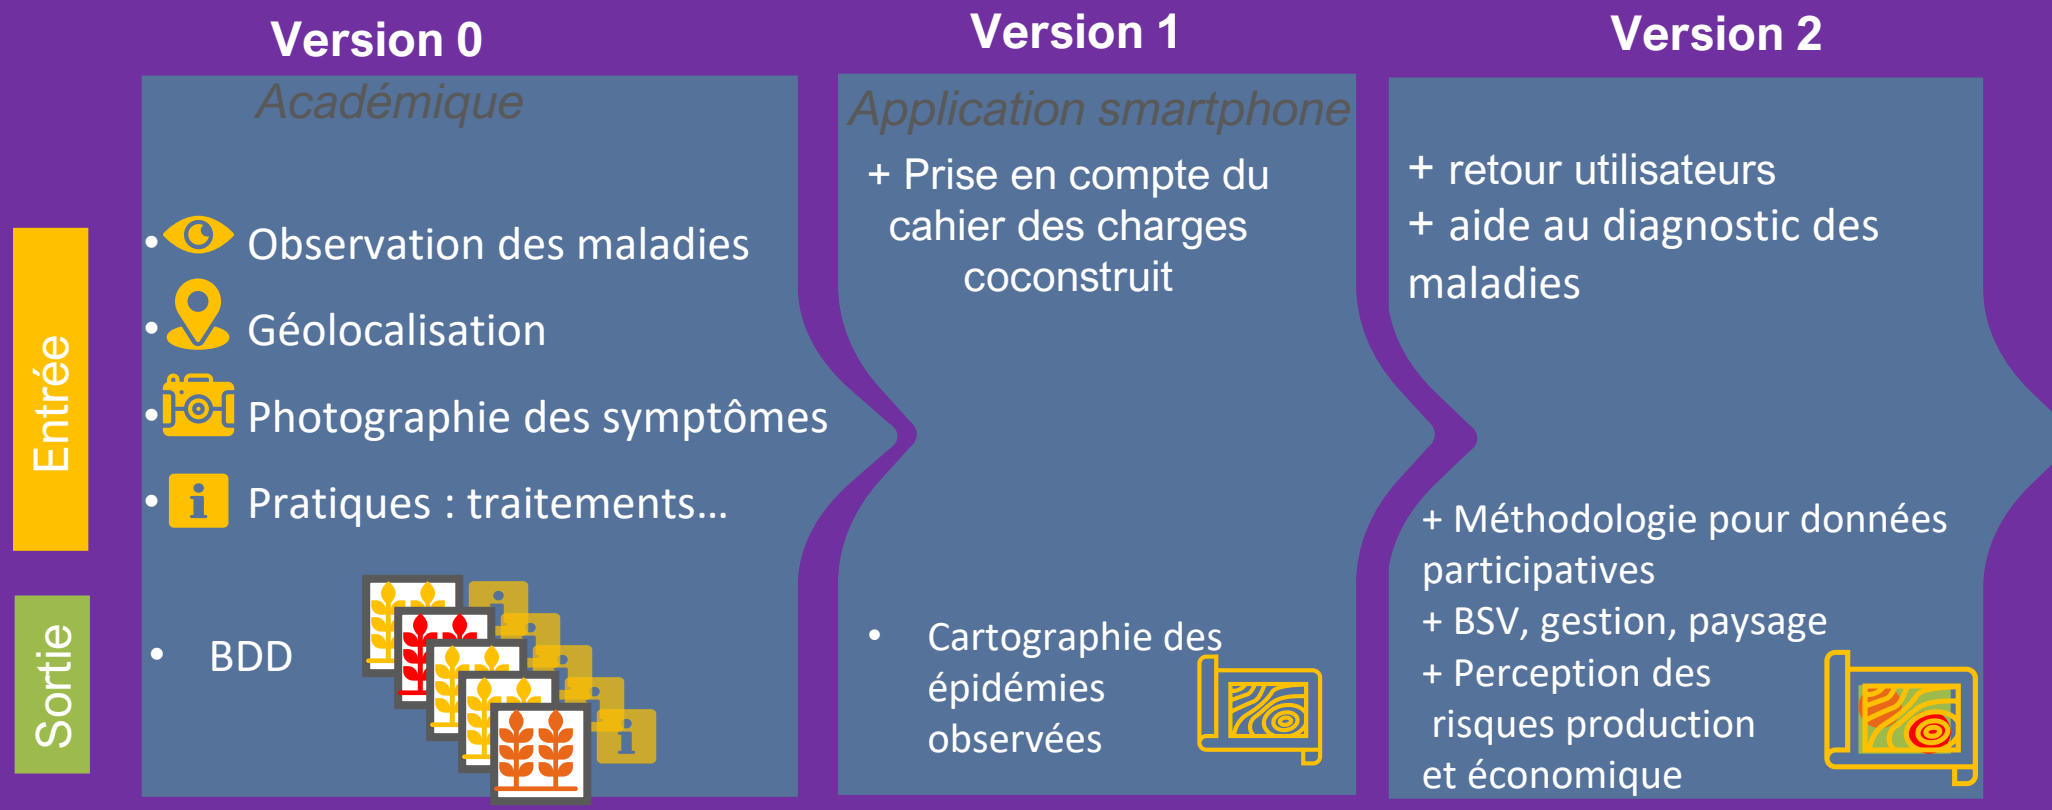 Version 0
Version 1
Version 2
Académique
Application smartphone
Entrée
• Observation des maladies
• Géolocalisation
• Photographie des symptômes
• i Pratiques : traitements...
+ Prise en compte du
cahier des charges
coconstruit
+ retour utilisateurs
+ aide au diagnostic des
maladies
Sortie
• BDD
i
i
i
i
i
• Cartographie des
épidémies
observées
+ Méthodologie pour données
participatives
+ BSV, gestion, paysage
+ Perception des
risques production
et économique